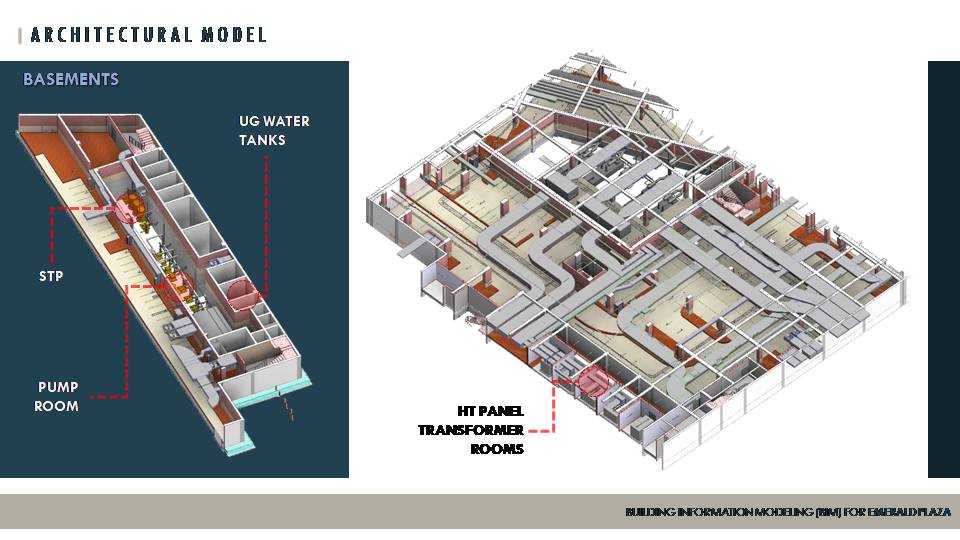 ARCHITECTURAL MODEL
BASEMENTS
UG WATER
TANKS
STP
PUMP
ROOM
HT PANEL
TRANSFORMER
ROOMS
BUILDING INFORMATION MODELING (BIM) FOR EMERALD PLAZA